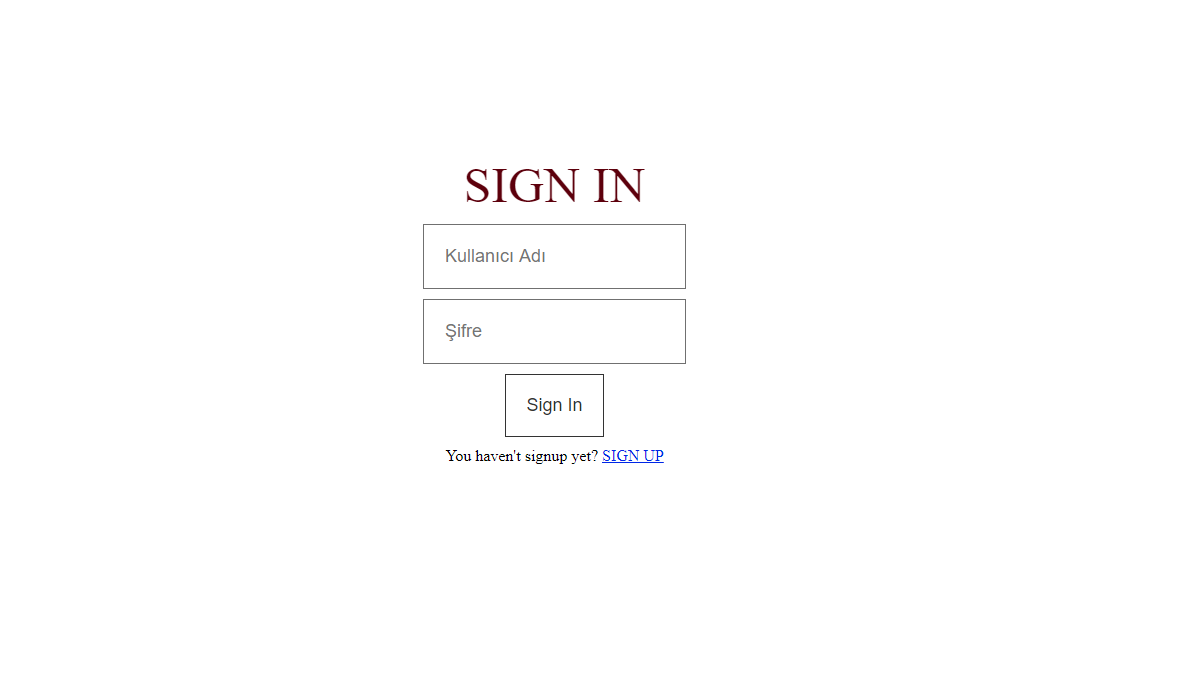 SIGN IN
Kullanıcı Adı
Şifre
Sign In
You haven't signup yet? SIGN UP